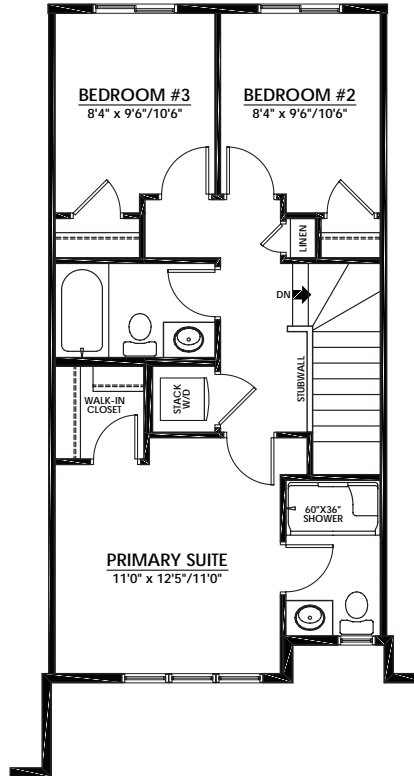 BEDROOM #3
8'4" x 9'6"/10'6"
BEDROOM #2
8'4" x 9'6"/10'6"
LINEN
DN
STUBWALL
WALK-IN
CLOSET
STACK
W/D
60"X36"
SHOWER
PRIMARY SUITE
11'0" x 12'5"/11'0"